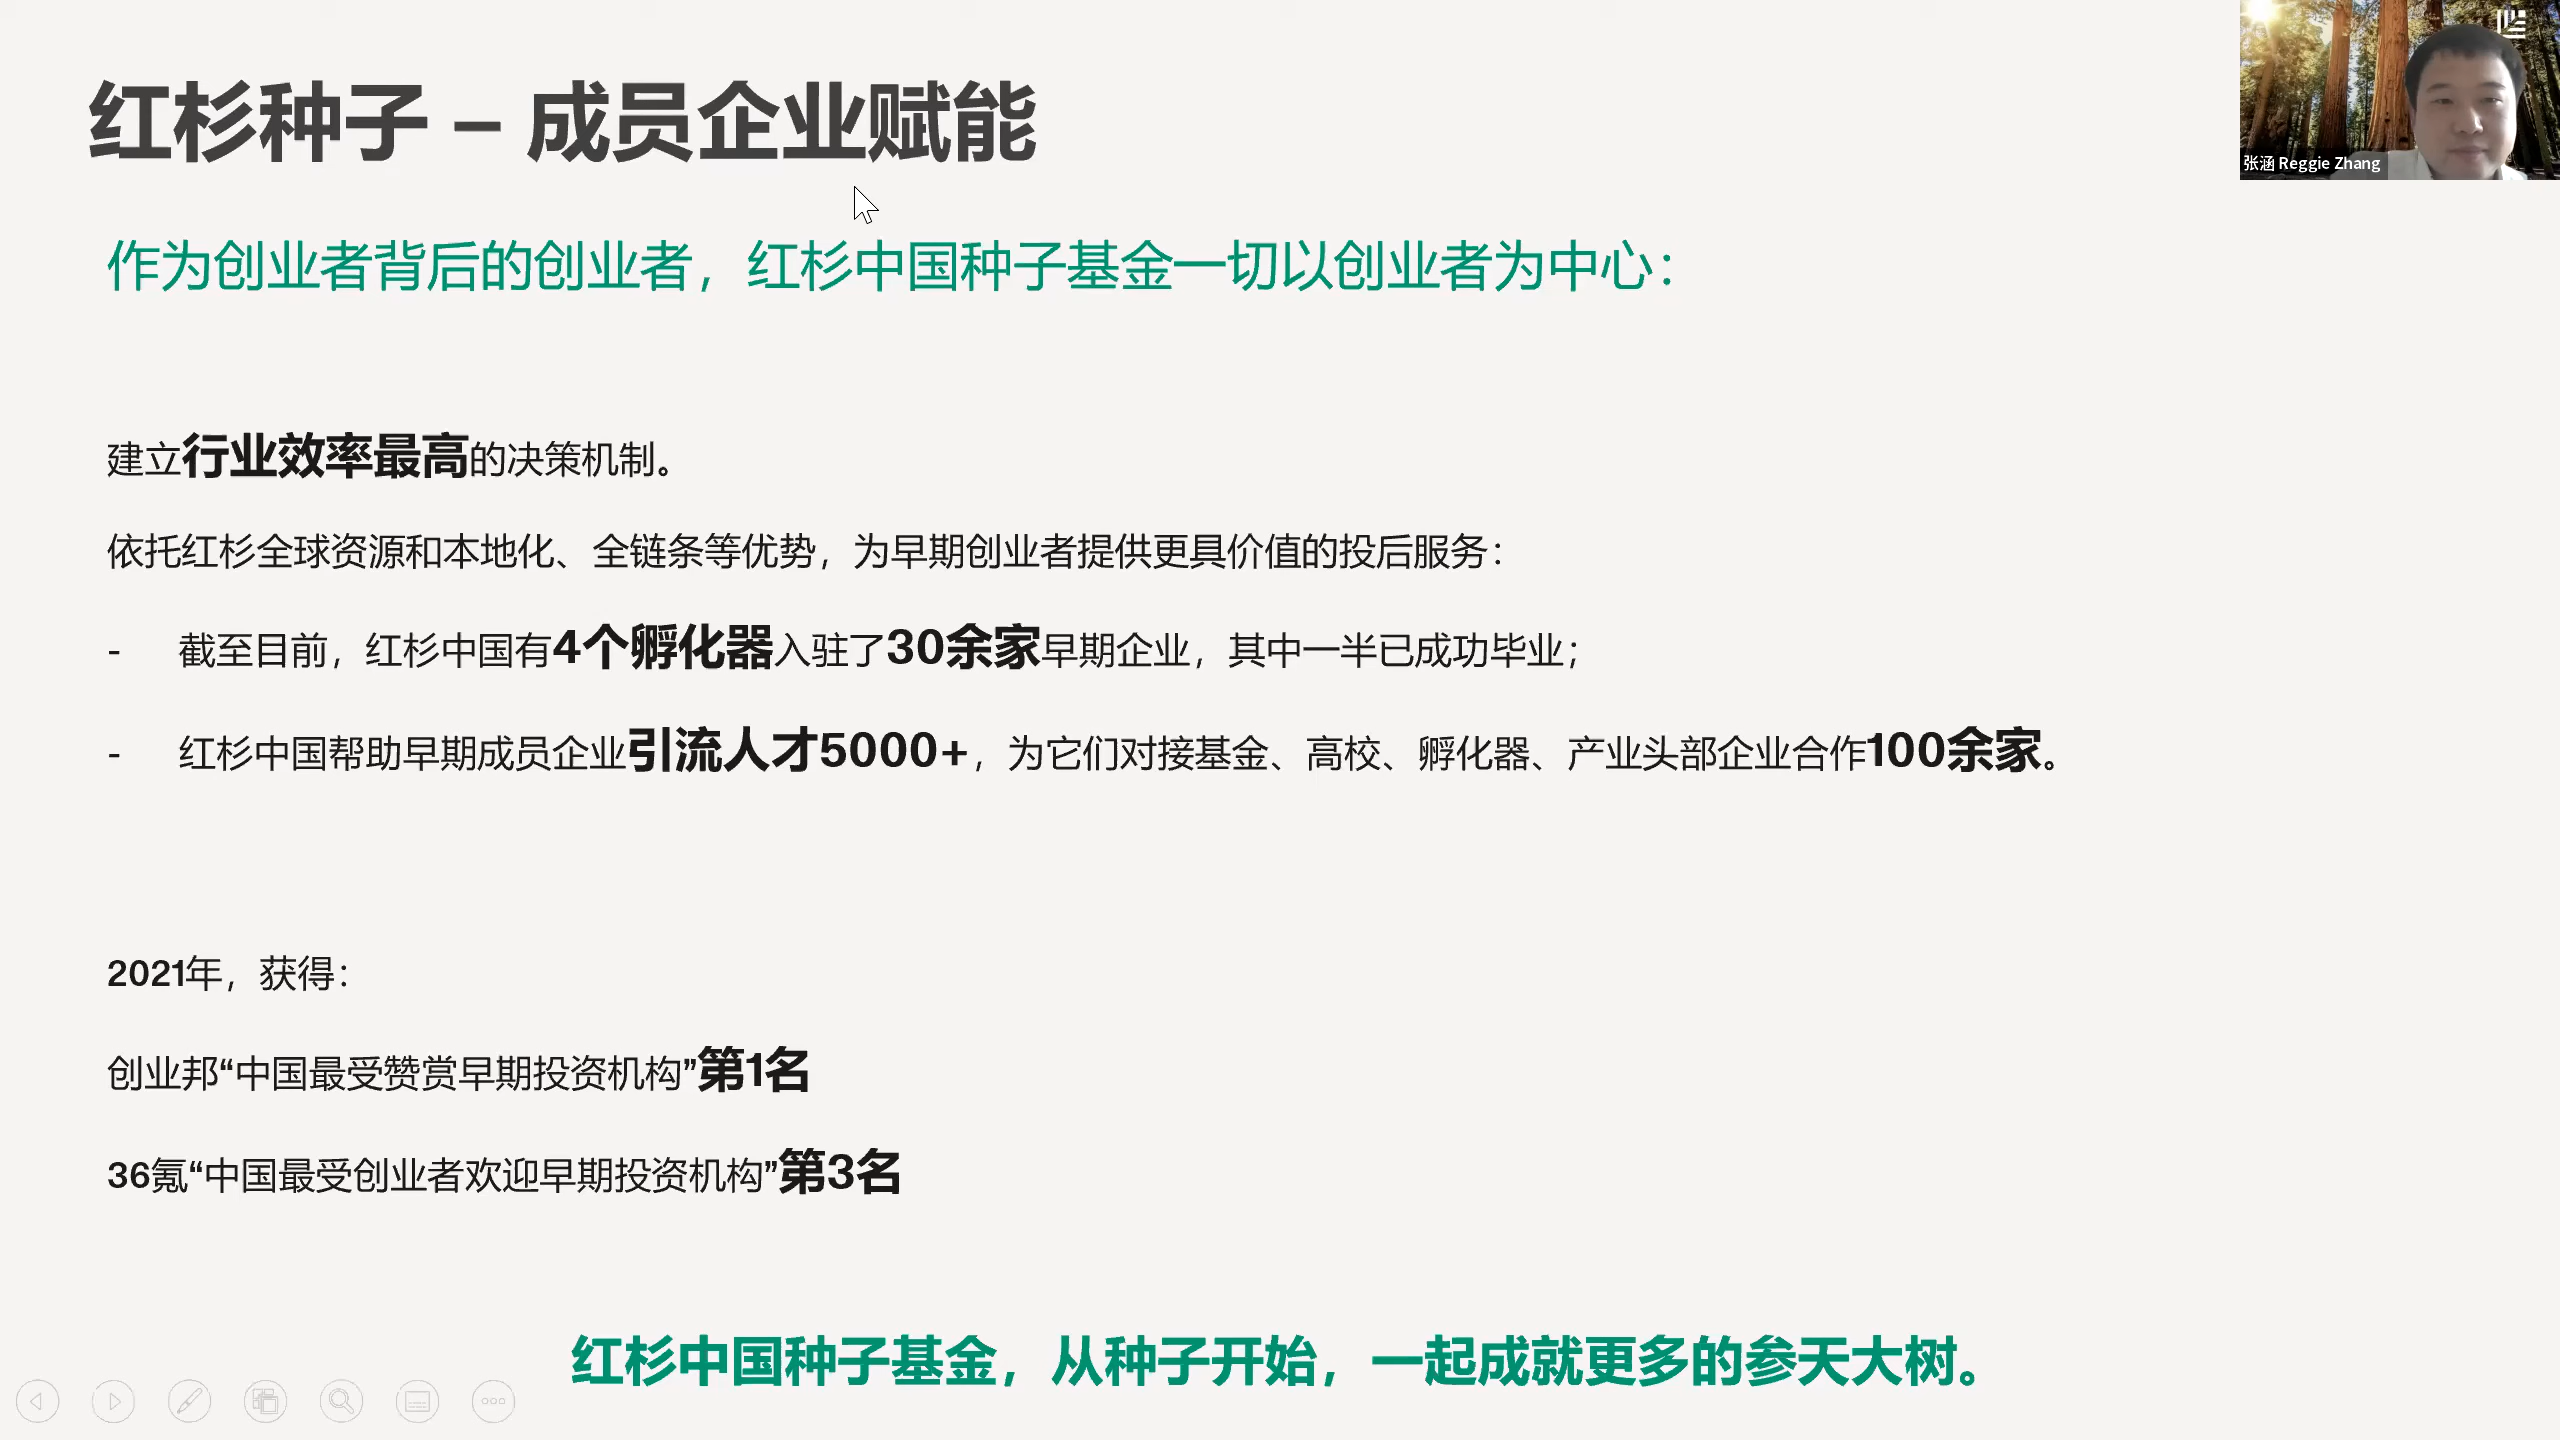 红杉种子 – 成员企业赋能
张涵 Reggie Zhang
作为创业者背后的创业者，红杉中国种子基金一切以创业者为中心：
建立行业效率最高的决策机制。
依托红杉全球资源和本地化、全链条等优势，为早期创业者提供更具价值的投后服务：
- 截至目前，红杉中国有4个孵化器入驻了30余家早期企业，其中一半已成功毕业；
- 红杉中国帮助早期成员企业引流人才5000+，为它们对接基金、高校、孵化器、产业头部企业合作100余家。
2021年，获得：
创业邦“中国最受赞赏早期投资机构”第1名
36氪“中国最受创业者欢迎早期投资机构”第3名
红杉中国种子基金，从种子开始，一起成就更多的参天大树。